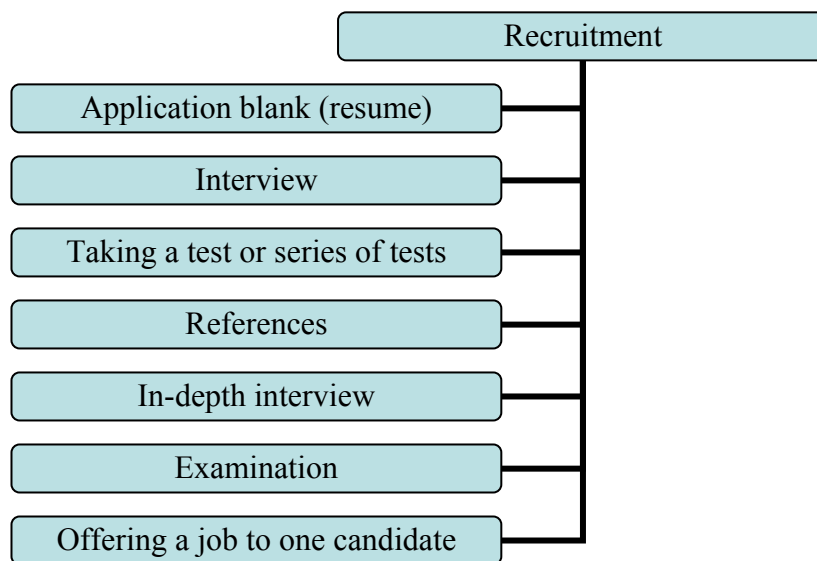 Recruitment
Application blank (resume)
Interview
Taking a test or series of tests
References
In-depth interview
Examination
Offering a job to one candidate